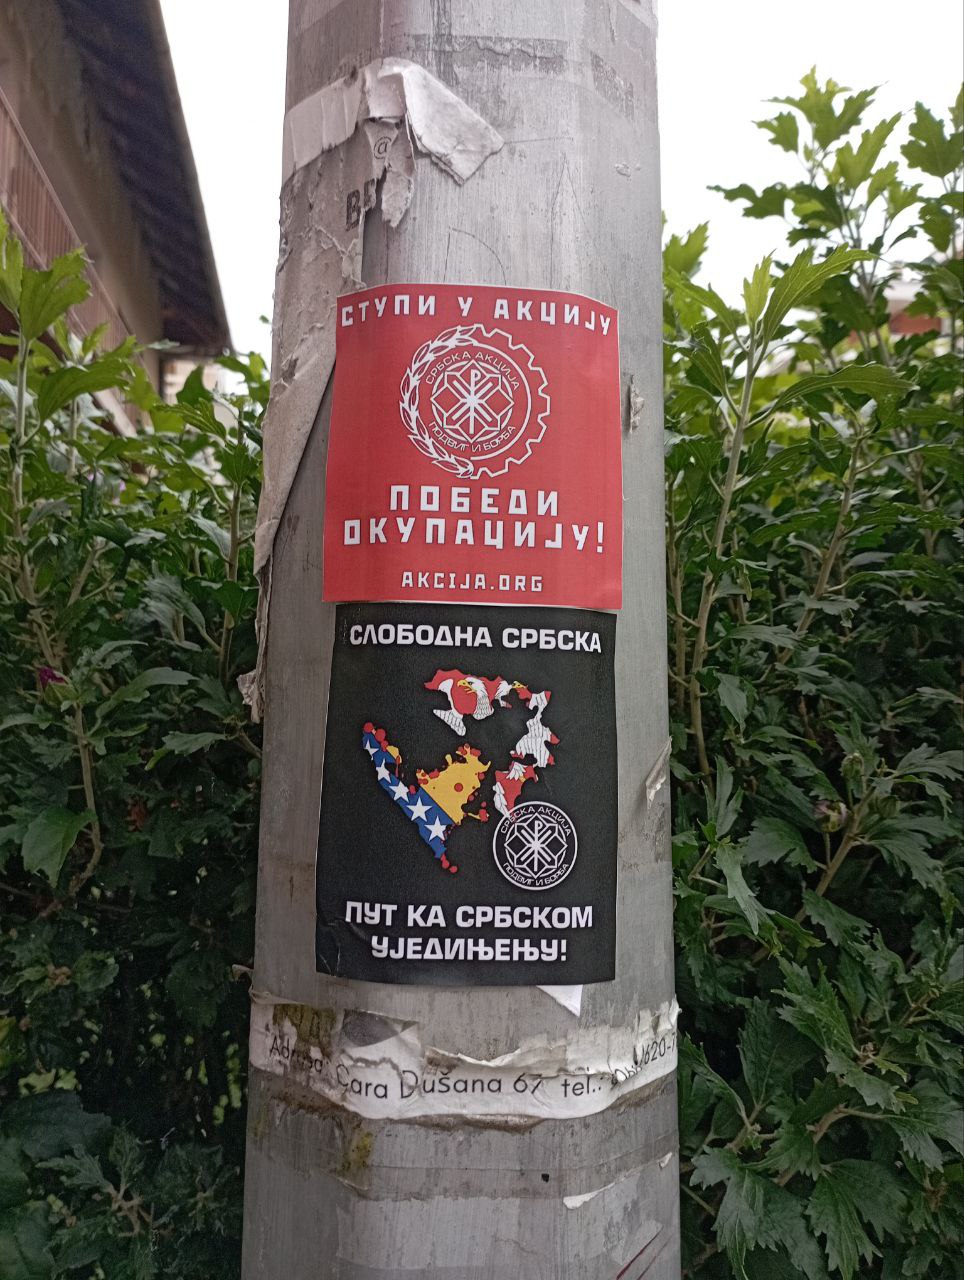 @
СТУПИ У АКЦИЈУ
СРБСКА АКЦИЈА
ПОДВИГ И БОРБА
ПОБЕДИ
ОКУПАЦИЈУ!
AKCIJA.ORG
СЛОБОДНА СРБСКА
СРБСКА АКЦИЈА
ПОДВИГ И БОРБА
ПУТ КА СРБСКОМ
УЈЕДИЊЕЊУ!
Cara Dušana 67 tel.: